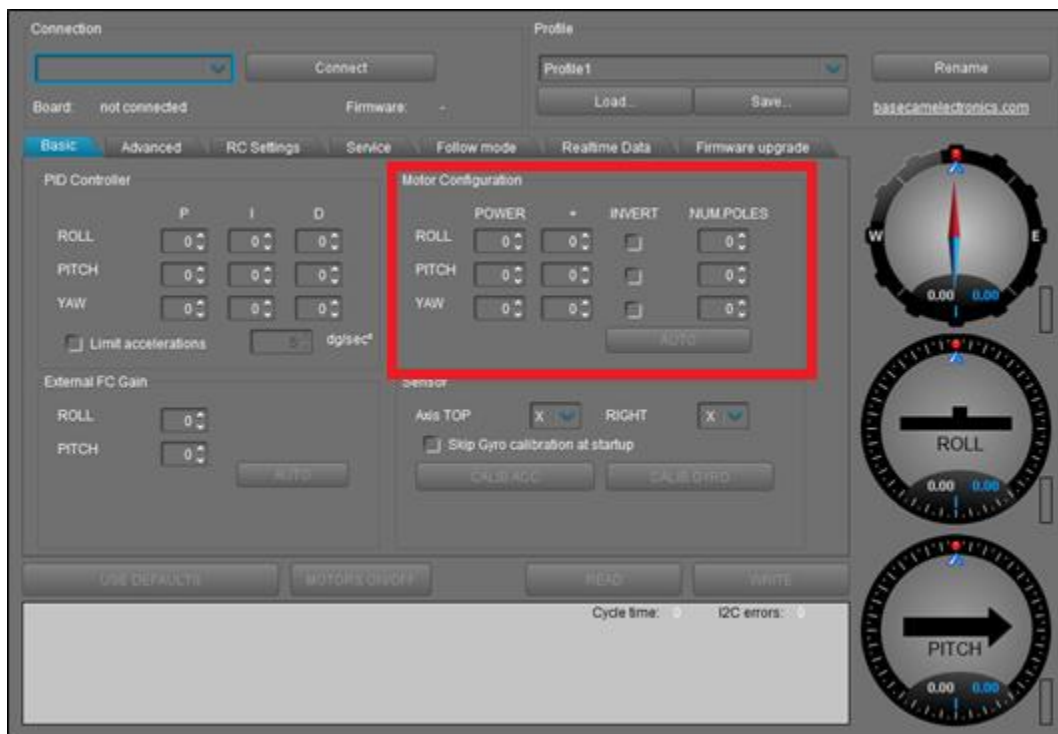 Connection
Profile
Connect
Profile1
Rename
Board: not connected
Firmware: -
Load...
Save...
basecamelectronics.com
Basic Advanced RC Settings Service Follow mode Realtime Data Firmware upgrade
PID Controller
P I D
ROLL 0 0 0
PITCH 0 0 0
YAW 0 0 0
Limit accelerations dg/sec²
Motor Configuration
POWER + INVERT NUM.POLES
ROLL 0 0 0
PITCH 0 0 0
YAW 0 0 0
AUTO
External FC Gain
ROLL 0
PITCH 0
AUTO
Sensor
Axis TOP X RIGHT X
Skip Gyro calibration at startup
CALIB.ACC CALIB.GYRO
USE DEFAULTS MOTORS ON/OFF READ WRITE
Cycle time: 0 I2C errors: 0
W E
0.00 0.00
ROLL
0.00 0.00
PITCH
0.00 0.00